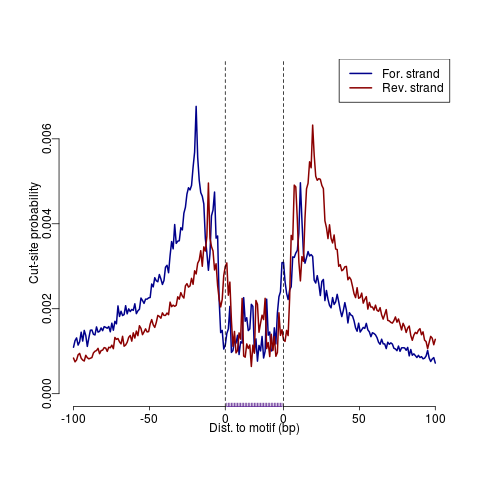 For. strand
Rev. strand
Cut-site probability
0.006
0.004
0.002
0.000
-100 -50 0 0 50 100
Dist. to motif (bp)